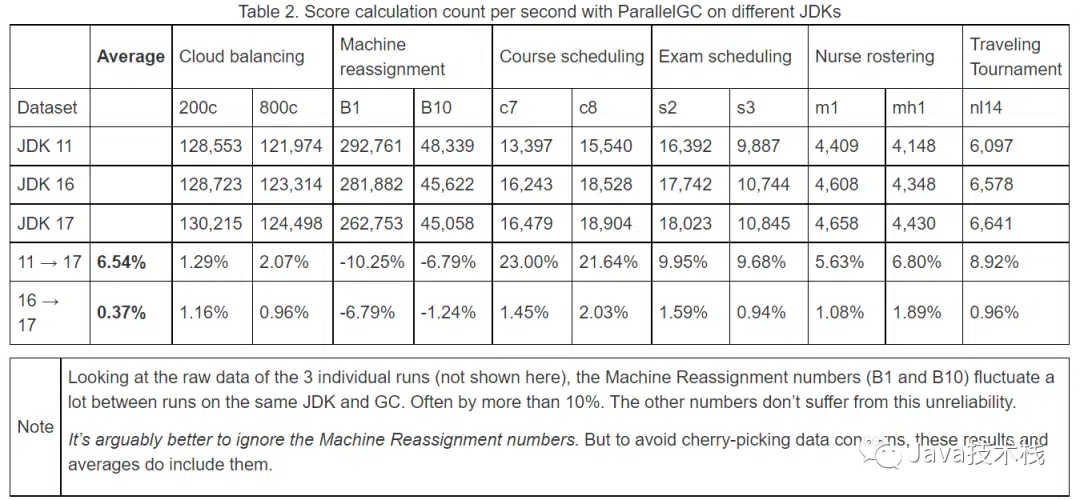 Table 2. Score calculation count per second with ParallelGC on different JDKs
Average Cloud balancing Machine reassignment Course scheduling Exam scheduling Nurse rostering Traveling Tournament
Dataset 200c 800c B1 B10 c7 c8 s2 s3 m1 mh1 nl14
JDK 11 128,553 121,974 292,761 48,339 13,397 15,540 16,392 9,887 4,409 4,148 6,097
JDK 16 128,723 123,314 281,882 45,622 16,243 18,528 17,742 10,744 4,608 4,348 6,578
JDK 17 130,215 124,498 262,753 45,058 16,479 18,904 18,023 10,845 4,658 4,430 6,641
11 → 17 6.54% 1.29% 2.07% -10.25% -6.79% 23.00% 21.64% 9.95% 9.68% 5.63% 6.80% 8.92%
16 → 17 0.37% 1.16% 0.96% -6.79% -1.24% 1.45% 2.03% 1.59% 0.94% 1.08% 1.89% 0.96%
Note
Looking at the raw data of the 3 individual runs (not shown here), the Machine Reassignment numbers (B1 and B10) fluctuate a
lot between runs on the same JDK and GC. Often by more than 10%. The other numbers don’t suffer from this unreliability.
It’s arguably better to ignore the Machine Reassignment numbers. But to avoid cherry-picking data concerns, these results and
averages do include them.
Java技术栈